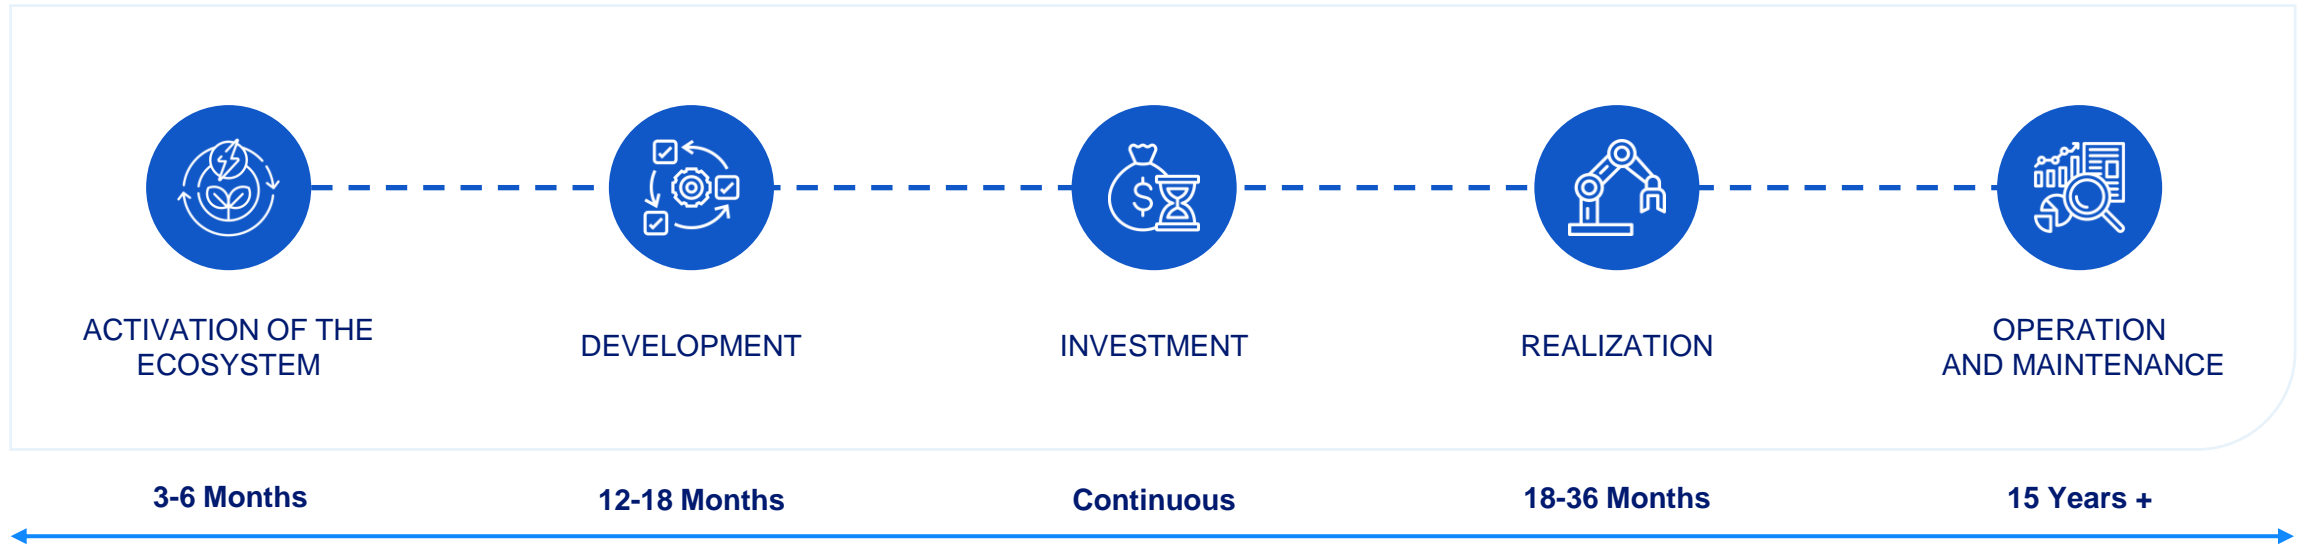 ACTIVATION OF THE
ECOSYSTEM
DEVELOPMENT
$
INVESTMENT
REALIZATION
OPERATION
AND MAINTENANCE
3-6 Months
12-18 Months
Continuous
18-36 Months
15 Years +